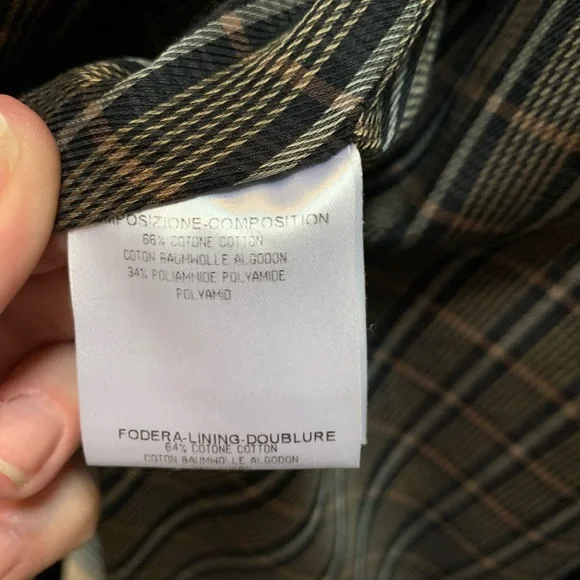 MPOSIZIONE-COMPOSITION
66% COTONE COTTON
COTON BAUMWOLLE ALGODON
34% POLIAMMIDE POLYAMIDE
POLYAMID
FODERA-LINING-DOUBLURE
64% COTONE COTTON
COTON BAUMWOLLE ALGODON